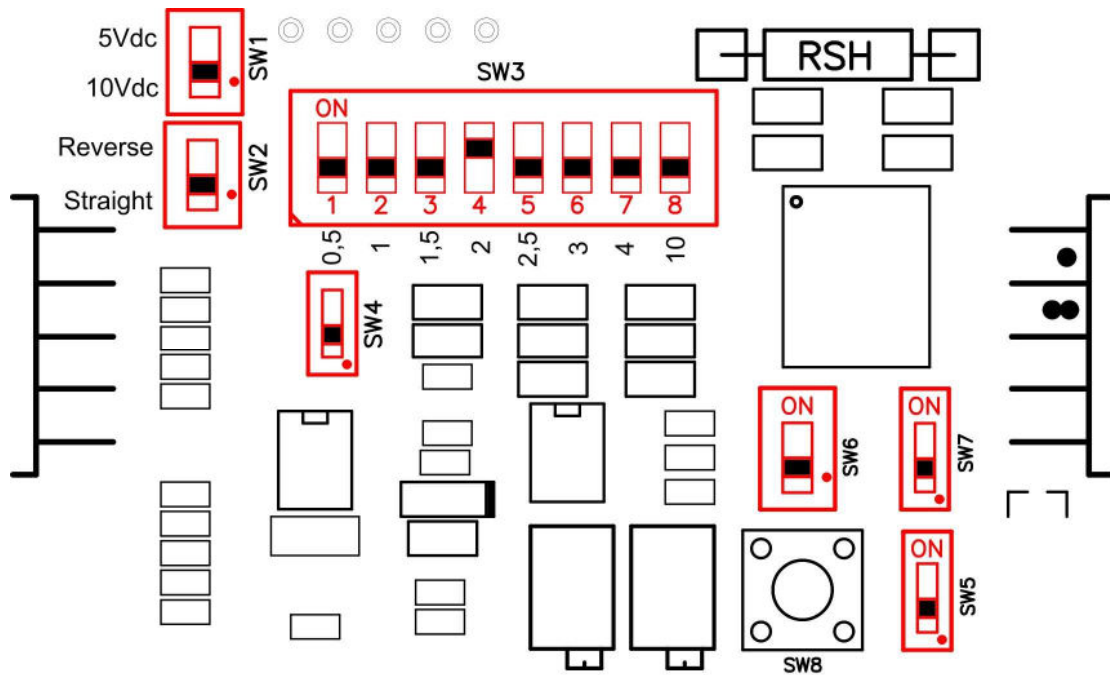 5Vdc
10Vdc
SW1
SW3
RSH
ON
Reverse
Straight
SW2
1 2 3 4 5 6 7 8
0,5 1 1,5 2 2,5 3 4 10
SW4
ON
SW6
ON
SW7
ON
SW5
SW8